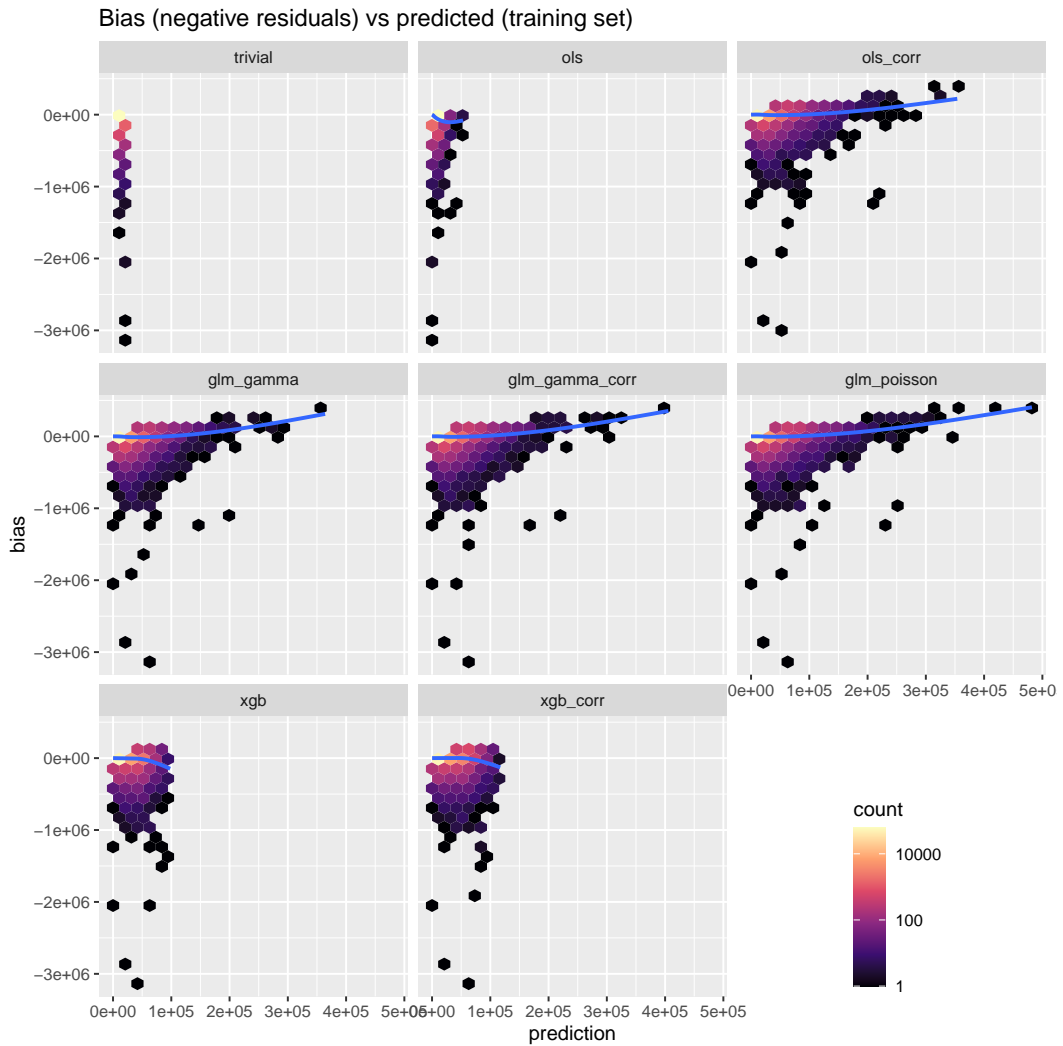 Bias (negative residuals) vs predicted (training set)
trivial
ols
ols_corr
0e+00
−1e+06
−2e+06
−3e+06
glm_gamma
glm_gamma_corr
glm_poisson
0e+00
−1e+06
−2e+06
−3e+06
bias
0e+00 1e+05 2e+05 3e+05 4e+05 5e+0
xgb
xgb_corr
0e+00
−1e+06
−2e+06
−3e+06
count
10000
100
1
0e+00 1e+05 2e+05 3e+05 4e+05 5e+05
0e+00 1e+05 2e+05 3e+05 4e+05 5e+05
prediction